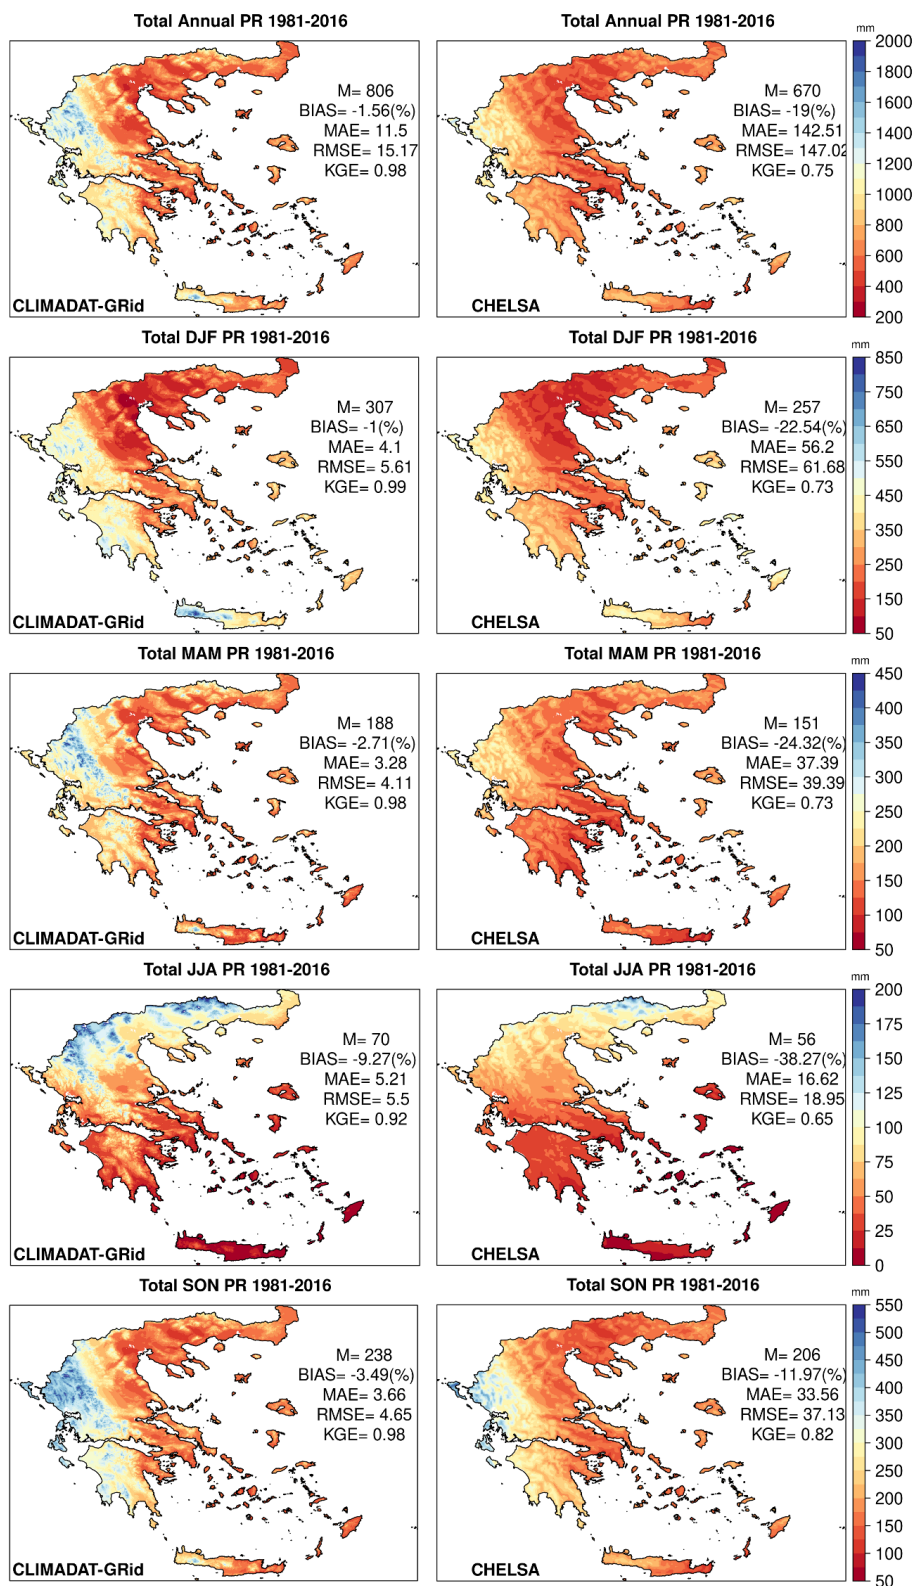 Total Annual PR 1981-2016
M= 806
BIAS= -1.56(%)
MAE= 11.5
RMSE= 15.17
KGE= 0.98
CLIMADAT-GRid
Total Annual PR 1981-2016
M= 670
BIAS= -19(%)
MAE= 142.51
RMSE= 147.02
KGE= 0.75
CHELSA
mm
2000
1800
1600
1400
1200
1000
800
600
400
200
Total DJF PR 1981-2016
M= 307
BIAS= -1(%)
MAE= 4.1
RMSE= 5.61
KGE= 0.99
CLIMADAT-GRid
Total DJF PR 1981-2016
M= 257
BIAS= -22.54(%)
MAE= 56.2
RMSE= 61.68
KGE= 0.73
CHELSA
mm
850
750
650
550
450
350
250
150
50
Total MAM PR 1981-2016
M= 188
BIAS= -2.71(%)
MAE= 3.28
RMSE= 4.11
KGE= 0.98
CLIMADAT-GRid
Total MAM PR 1981-2016
M= 151
BIAS= -24.32(%)
MAE= 37.39
RMSE= 39.39
KGE= 0.73
CHELSA
mm
450
400
350
300
250
200
150
100
50
Total JJA PR 1981-2016
M= 70
BIAS= -9.27(%)
MAE= 5.21
RMSE= 5.5
KGE= 0.92
CLIMADAT-GRid
Total JJA PR 1981-2016
M= 56
BIAS= -38.27(%)
MAE= 16.62
RMSE= 18.95
KGE= 0.65
CHELSA
mm
200
175
150
125
100
75
50
25
0
Total SON PR 1981-2016
M= 238
BIAS= -3.49(%)
MAE= 3.66
RMSE= 4.65
KGE= 0.98
CLIMADAT-GRid
Total SON PR 1981-2016
M= 206
BIAS= -11.97(%)
MAE= 33.56
RMSE= 37.13
KGE= 0.82
CHELSA
mm
550
500
450
400
350
300
250
200
150
100
50